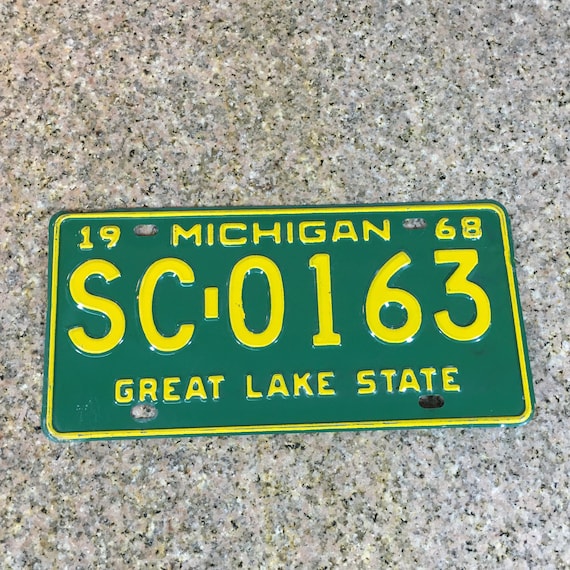 19 MICHIGAN 68
SC-0163
GREAT LAKE STATE